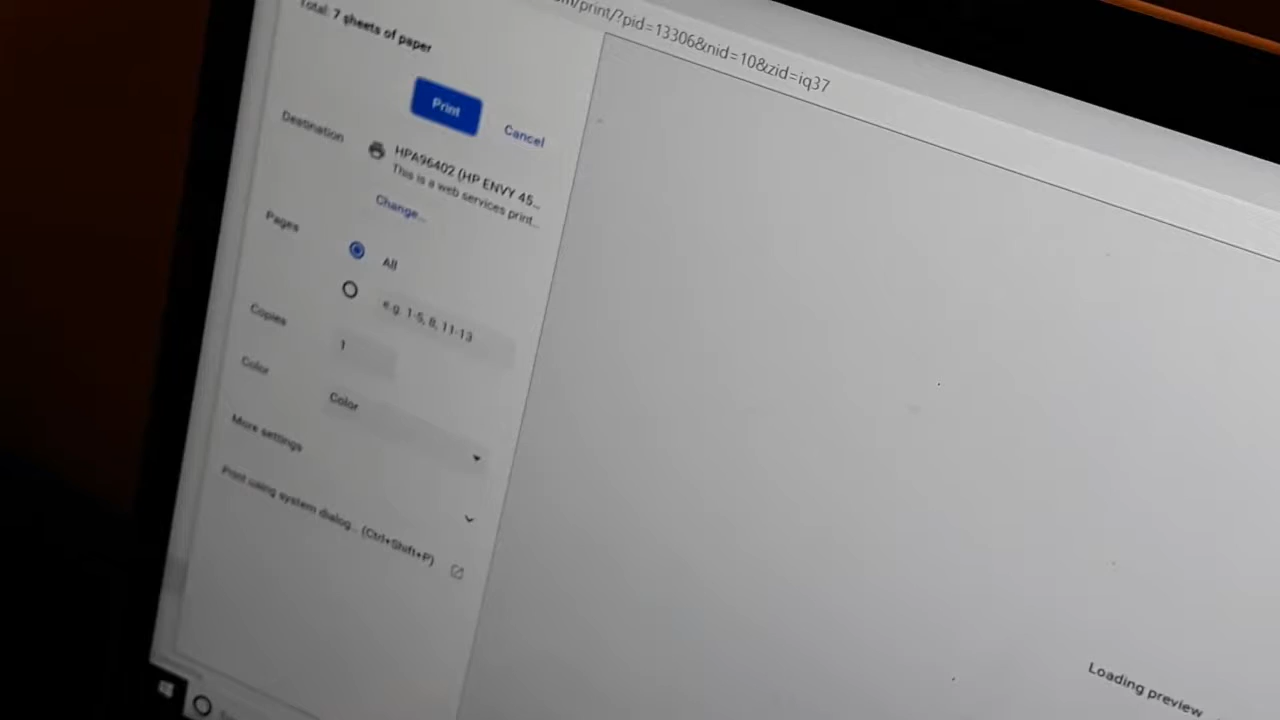 m/print/?pid=13306&nid=10&zid=iq37
Total: 7 sheets of paper
Print
Cancel
Destination
HPA96402 (HP ENVY 45...
This is a web services print...
Change...
Pages
All
e.g. 1-5, 8, 11-13
Copies
1
Color
Color
More settings
Print using system dialog... (Ctrl+Shift+P)
Loading preview